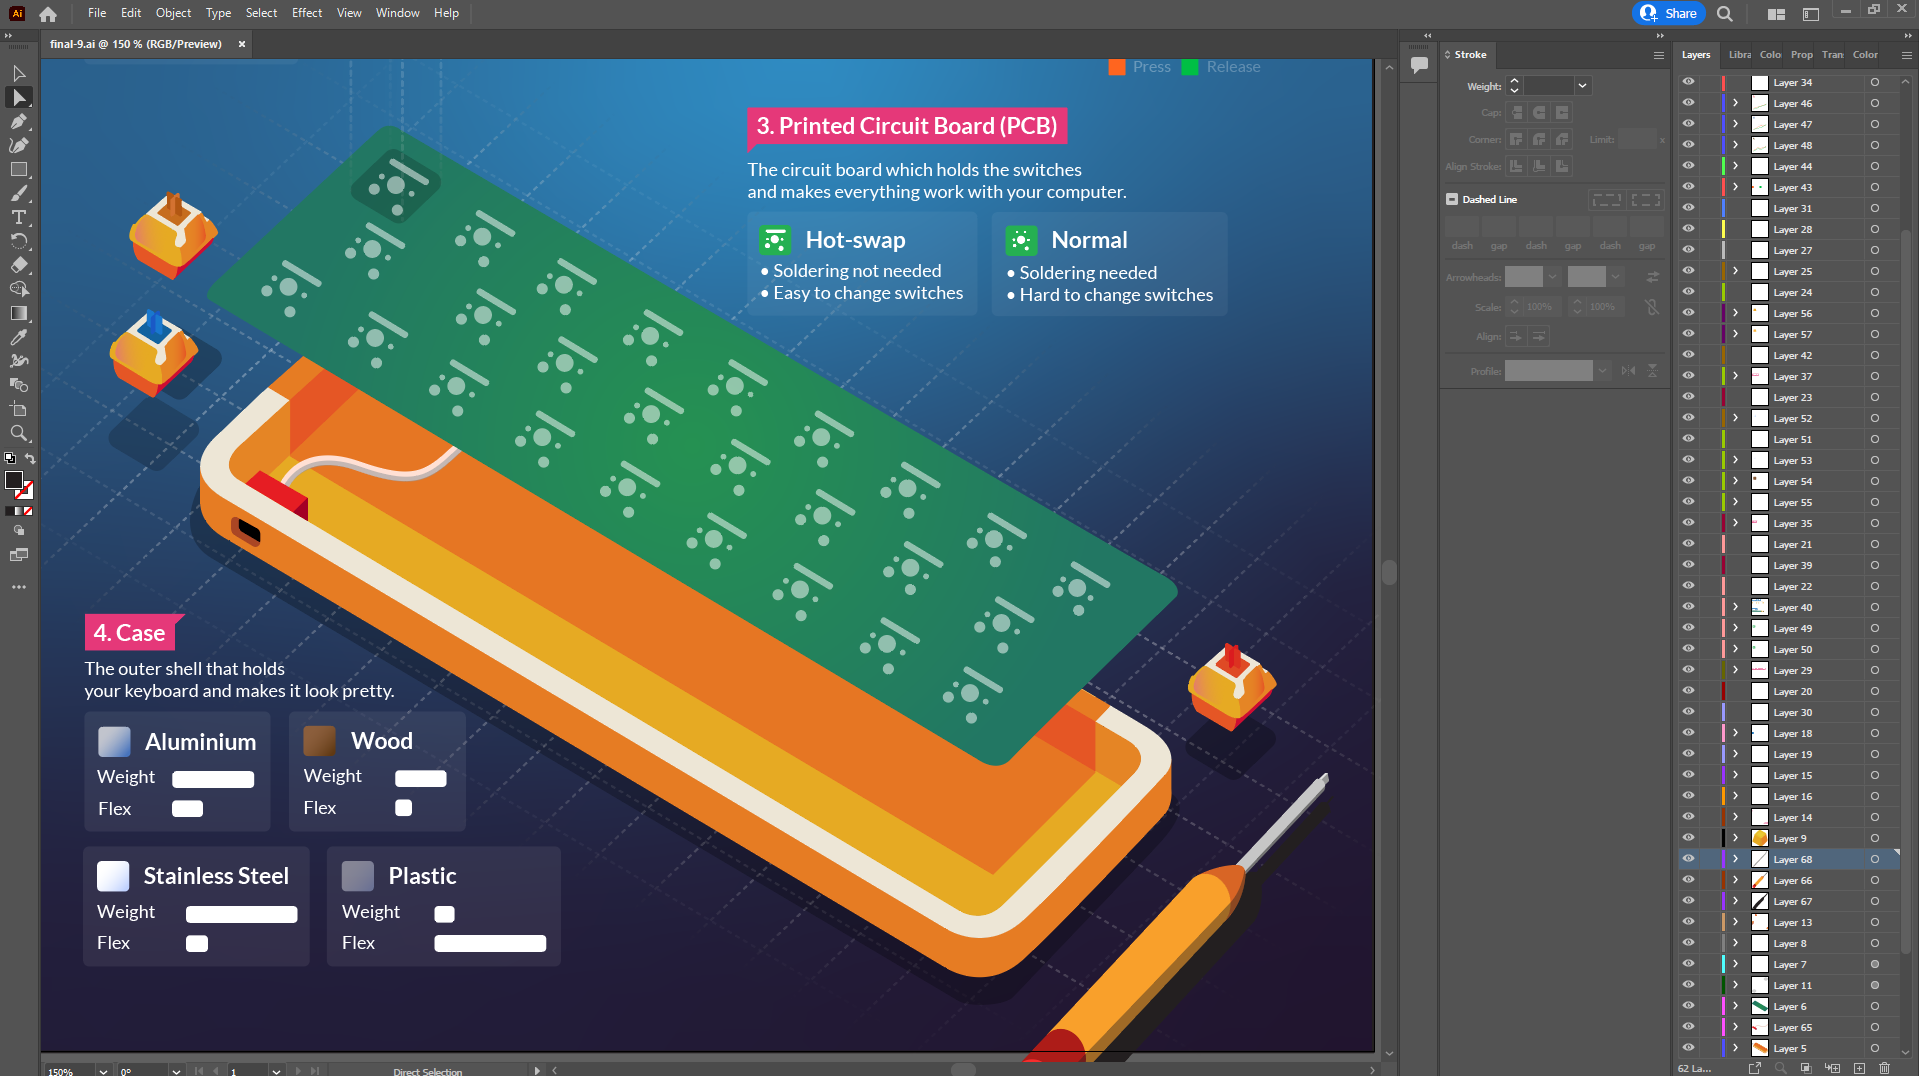 Ai
File Edit Object Type Select Effect View Window Help
Share
final-9.ai @ 150 % (RGB/Preview) ×
Press Release
3. Printed Circuit Board (PCB)
The circuit board which holds the switches
and makes everything work with your computer.
Hot-swap
• Soldering not needed
• Easy to change switches
Normal
• Soldering needed
• Hard to change switches
4. Case
The outer shell that holds
your keyboard and makes it look pretty.
Aluminium
Weight
Flex
Wood
Weight
Flex
Stainless Steel
Weight
Flex
Plastic
Weight
Flex
150% 0° 1 Direct Selection
Stroke
Weight:
Cap:
Corner: Limit: x
Align Stroke:
Dashed Line
dash gap dash gap dash gap
Arrowheads:
Scale: 100% 100%
Align:
Profile:
Layers Libra Colo Prop Tran Color
Layer 34
Layer 46
Layer 47
Layer 48
Layer 44
Layer 43
Layer 31
Layer 28
Layer 27
Layer 25
Layer 24
Layer 56
Layer 57
Layer 42
Layer 37
Layer 23
Layer 52
Layer 51
Layer 53
Layer 54
Layer 55
Layer 35
Layer 21
Layer 39
Layer 22
Layer 40
Layer 49
Layer 50
Layer 29
Layer 20
Layer 30
Layer 18
Layer 19
Layer 15
Layer 16
Layer 14
Layer 9
Layer 68
Layer 66
Layer 67
Layer 13
Layer 8
Layer 7
Layer 11
Layer 6
Layer 65
Layer 5
62 La...